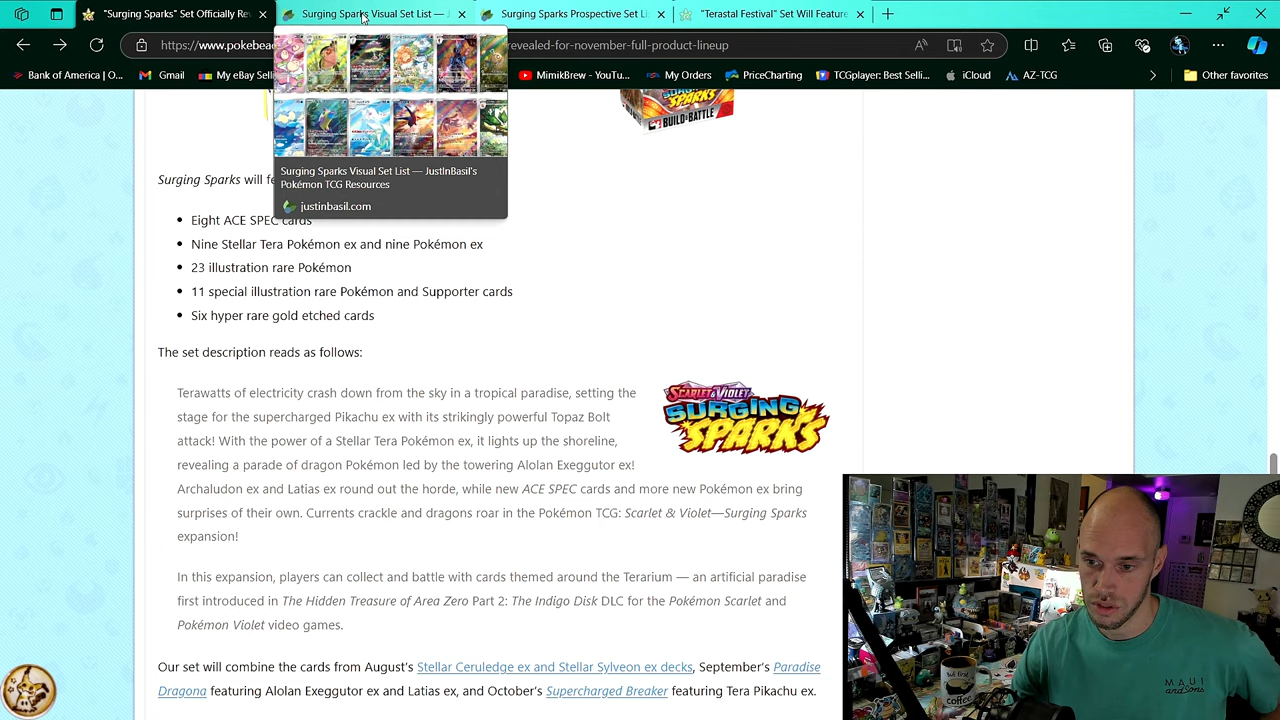 "Surging Sparks" Set Officially Re
Surging Sparks Visual Set List — J
Surging Sparks Prospective Set Li
"Terastal Festival" Set Will Feature
https://www.pokebea
revealed-for-november-full-product-lineup
Bank of America | O...
Gmail
My eBay Sell
MimikBrew - YouTu...
My Orders
PriceCharting
TCGplayer: Best Selli...
iCloud
AZ-TCG
Other favorites
SPARKS
BUILD & BATTLE
Surging Sparks Visual Set List — JustInBasil's
Pokémon TCG Resources
justinbasil.com
Surging Sparks will fe
• Eight ACE SPEC cards
• Nine Stellar Tera Pokémon ex and nine Pokémon ex
• 23 illustration rare Pokémon
• 11 special illustration rare Pokémon and Supporter cards
• Six hyper rare gold etched cards
The set description reads as follows:
Terawatts of electricity crash down from the sky in a tropical paradise, setting the
stage for the supercharged Pikachu ex with its strikingly powerful Topaz Bolt
attack! With the power of a Stellar Tera Pokémon ex, it lights up the shoreline,
revealing a parade of dragon Pokémon led by the towering Alolan Exeggutor ex!
Archaludon ex and Latias ex round out the horde, while new ACE SPEC cards and more new Pokémon ex bring
surprises of their own. Currents crackle and dragons roar in the Pokémon TCG: Scarlet & Violet—Surging Sparks
expansion!
SCARLET & VIOLET
SURGING
SPARKS
In this expansion, players can collect and battle with cards themed around the Terarium — an artificial paradise
first introduced in The Hidden Treasure of Area Zero Part 2: The Indigo Disk DLC for the Pokémon Scarlet and
Pokémon Violet video games.
Our set will combine the cards from August's Stellar Ceruledge ex and Stellar Sylveon ex decks, September's Paradise
Dragona featuring Alolan Exeggutor ex and Latias ex, and October's Supercharged Breaker featuring Tera Pikachu ex.
but first
coffee
MAUI
and Sons